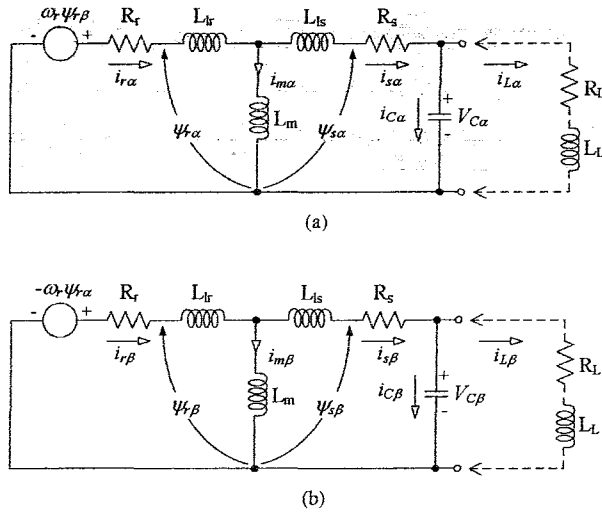 ωrψrβ
- +
Rr Llr Lls Rs
irα imα isα iLα
RL
Lm
ψrα ψsα
iCα + VCα -
LL
(a)
-ωrψrα
- +
Rr Llr Lls Rs
irβ imβ isβ iLβ
RL
Lm
ψrβ ψsβ
iCβ + VCβ -
LL
(b)